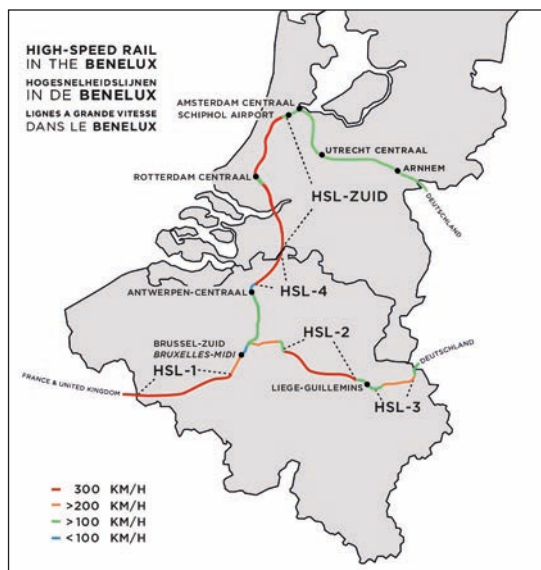 HIGH-SPEED RAIL
IN THE BENELUX
HOGESNELHEIDSLIJNEN
IN DE BENELUX
LIGNES A GRANDE VITESSE
DANS LE BENELUX
AMSTERDAM CENTRAAL
SCHIPHOL AIRPORT
UTRECHT CENTRAAL
ARNHEM
ROTTERDAM CENTRAAL
HSL-ZUID
DEUTSCHLAND
ANTWERPEN-CENTRAAL
HSL-4
BRUSSEL-ZUID
BRUXELLES-MIDI
HSL-2
DEUTSCHLAND
HSL-1
LIEGE-GUILLEMINS
FRANCE & UNITED KINGDOM
HSL-3
300 KM/H
>200 KM/H
>100 KM/H
<100 KM/H